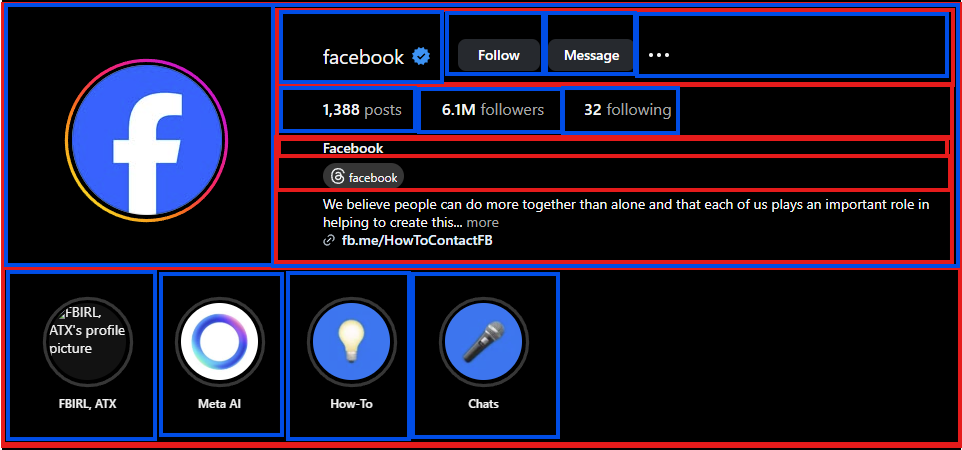 facebook Follow Message
1,388 posts 6.1M followers 32 following
Facebook
facebook
We believe people can do more together than alone and that each of us plays an important role in
helping to create this... more
fb.me/HowToContactFB
FBIRL,
ATX's profile
picture
FBIRL, ATX Meta AI How-To Chats